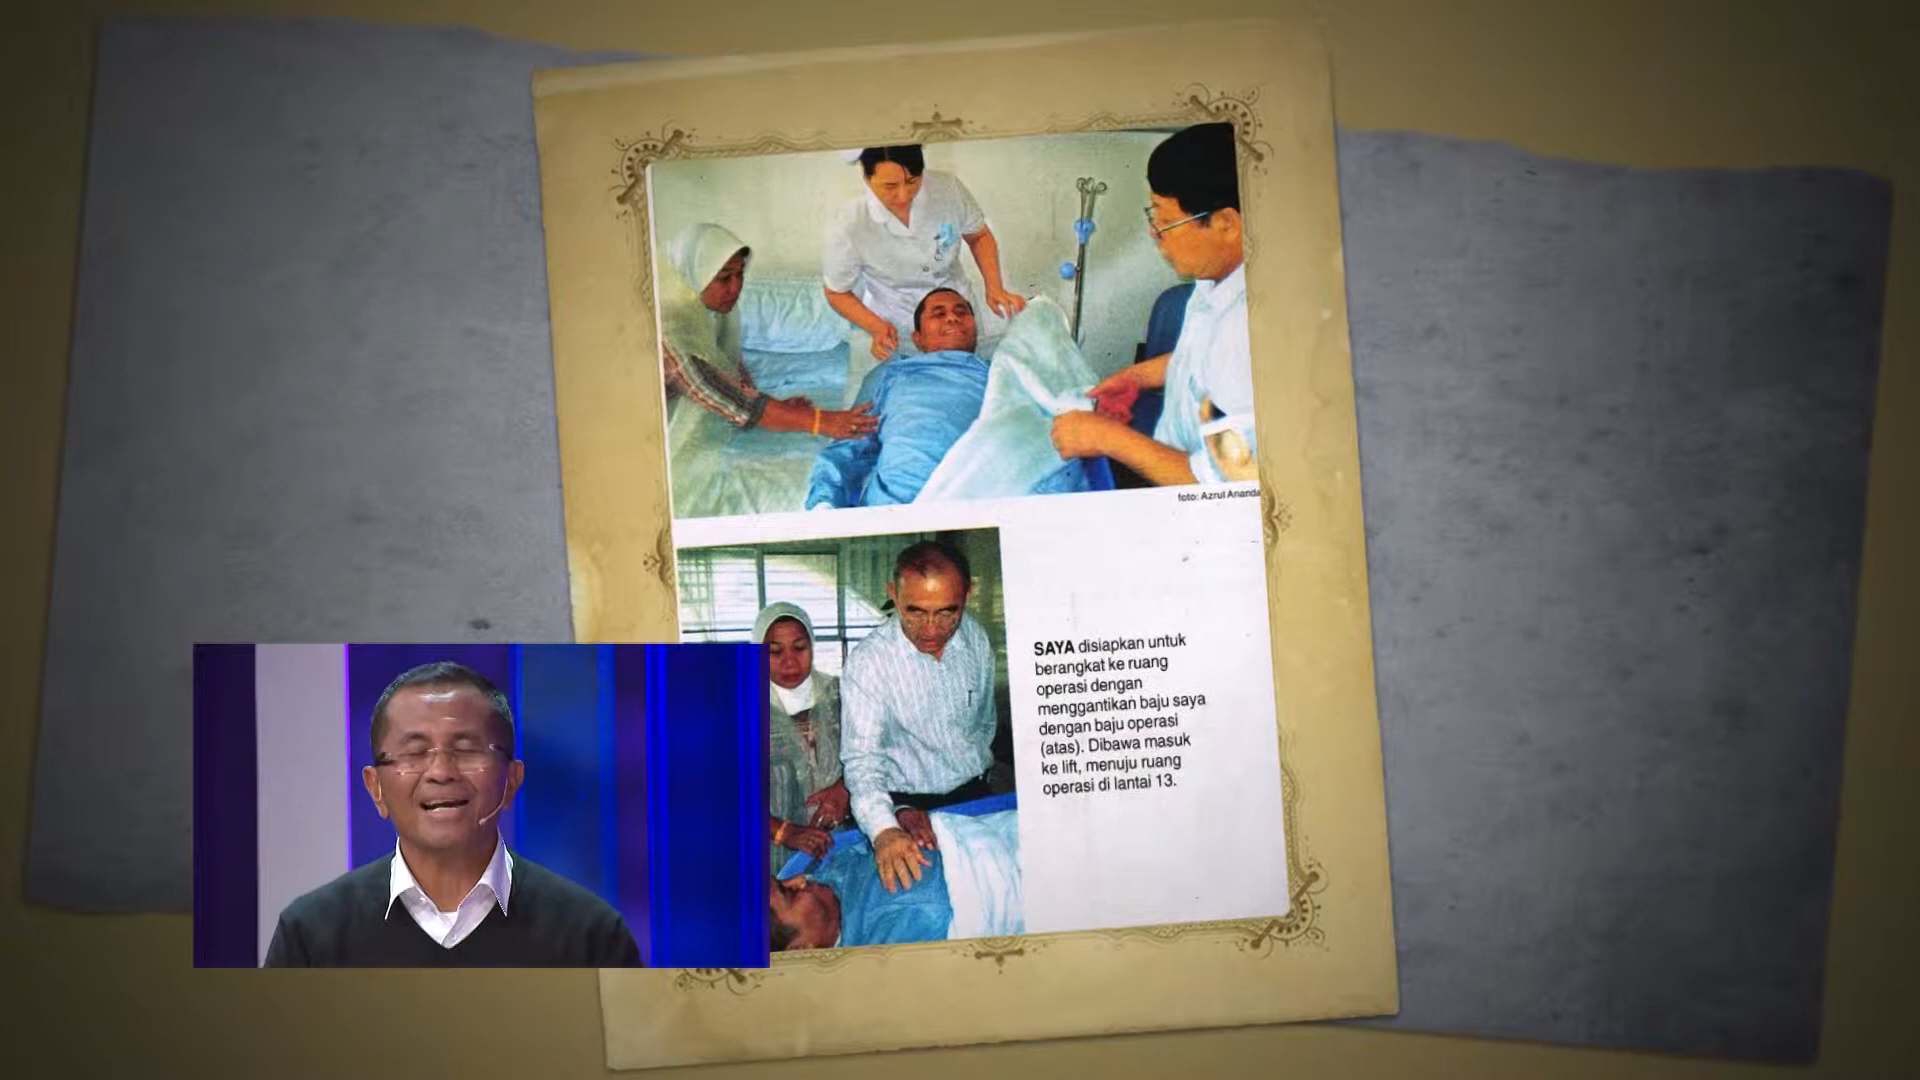 foto: Azrul Ananda
SAYA disiapkan untuk
berangkat ke ruang
operasi dengan
menggantikan baju saya
dengan baju operasi
(atas). Dibawa masuk
ke lift, menuju ruang
operasi di lantai 13.